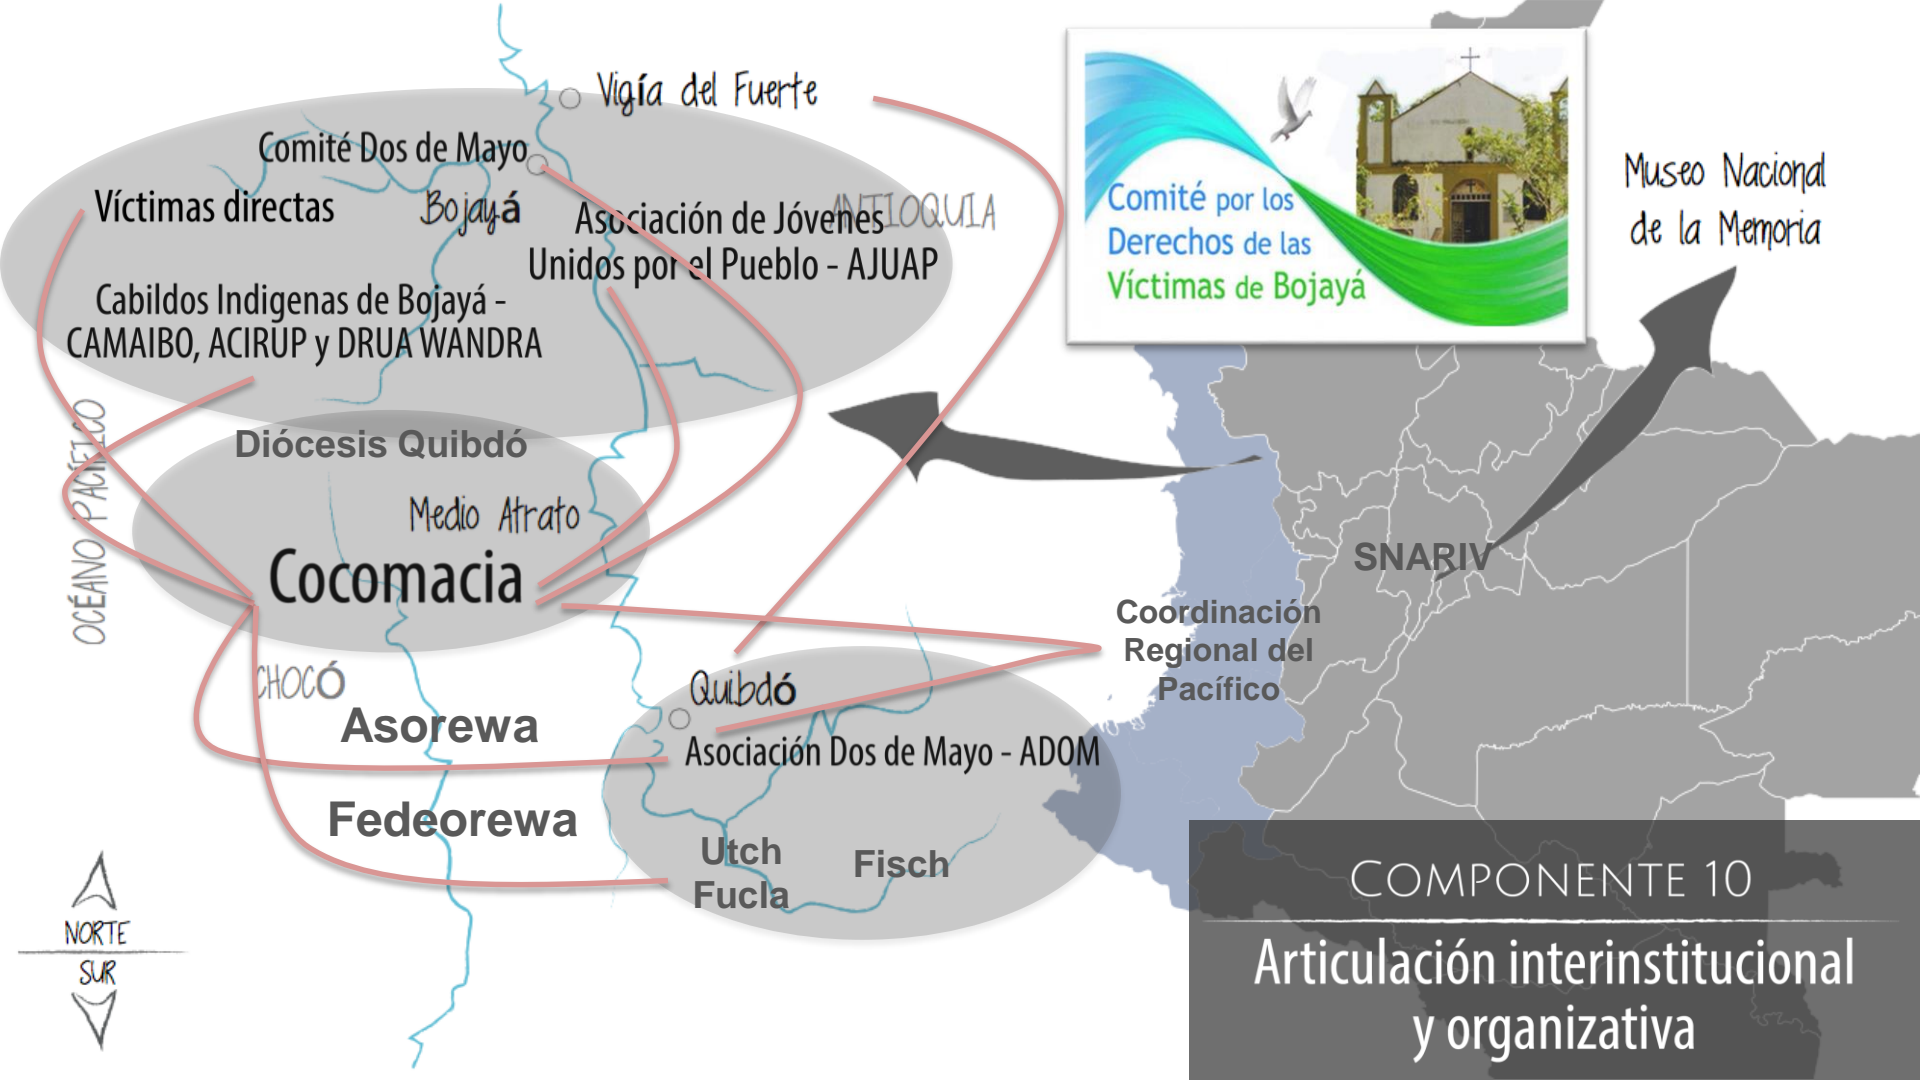 Vigía del Fuerte
Comité Dos de Mayo
Víctimas directas
Bojayá
ANTIOQUIA
Asociación de Jóvenes
Unidos por el Pueblo - AJUAP
Cabildos Indigenas de Bojayá -
CAMAIBO, ACIRUP y DRUA WANDRA
Comité por los
Derechos de las
Víctimas de Bojayá
Museo Nacional
de la Memoria
OCÉANO PACÍFICO
Diócesis Quibdó
Medio Atrato
Cocomacia
SNARIV
Coordinación
Regional del
Pacífico
CHOCÓ
Quibdó
Asorewa
Asociación Dos de Mayo - ADOM
Fedeorewa
Utch
Fucla
Fisch
NORTE
SUR
COMPONENTE 10
Articulación interinstitucional
y organizativa